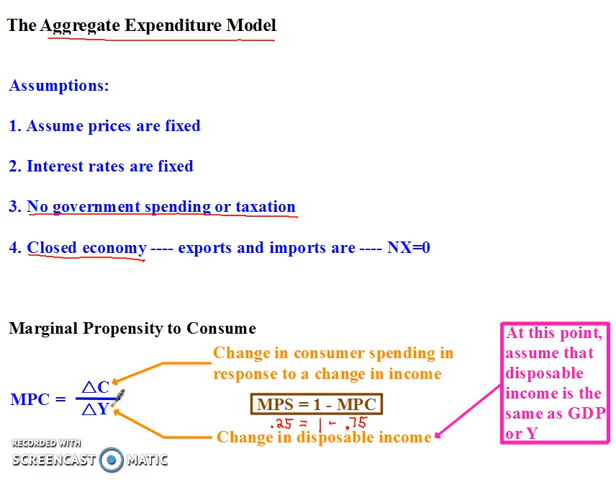 The Aggregate Expenditure Model
Assumptions:
1. Assume prices are fixed
2. Interest rates are fixed
3. No government spending or taxation
4. Closed economy ---- exports and imports are ---- NX=0
Marginal Propensity to Consume
MPC = △C
△Y
Change in consumer spending in
response to a change in income
MPS = 1 - MPC
.25 = 1 - .75
Change in disposable income
At this point,
assume that
disposable
income is the
same as GDP
or Y
RECORDED WITH
SCREENCAST MATIC